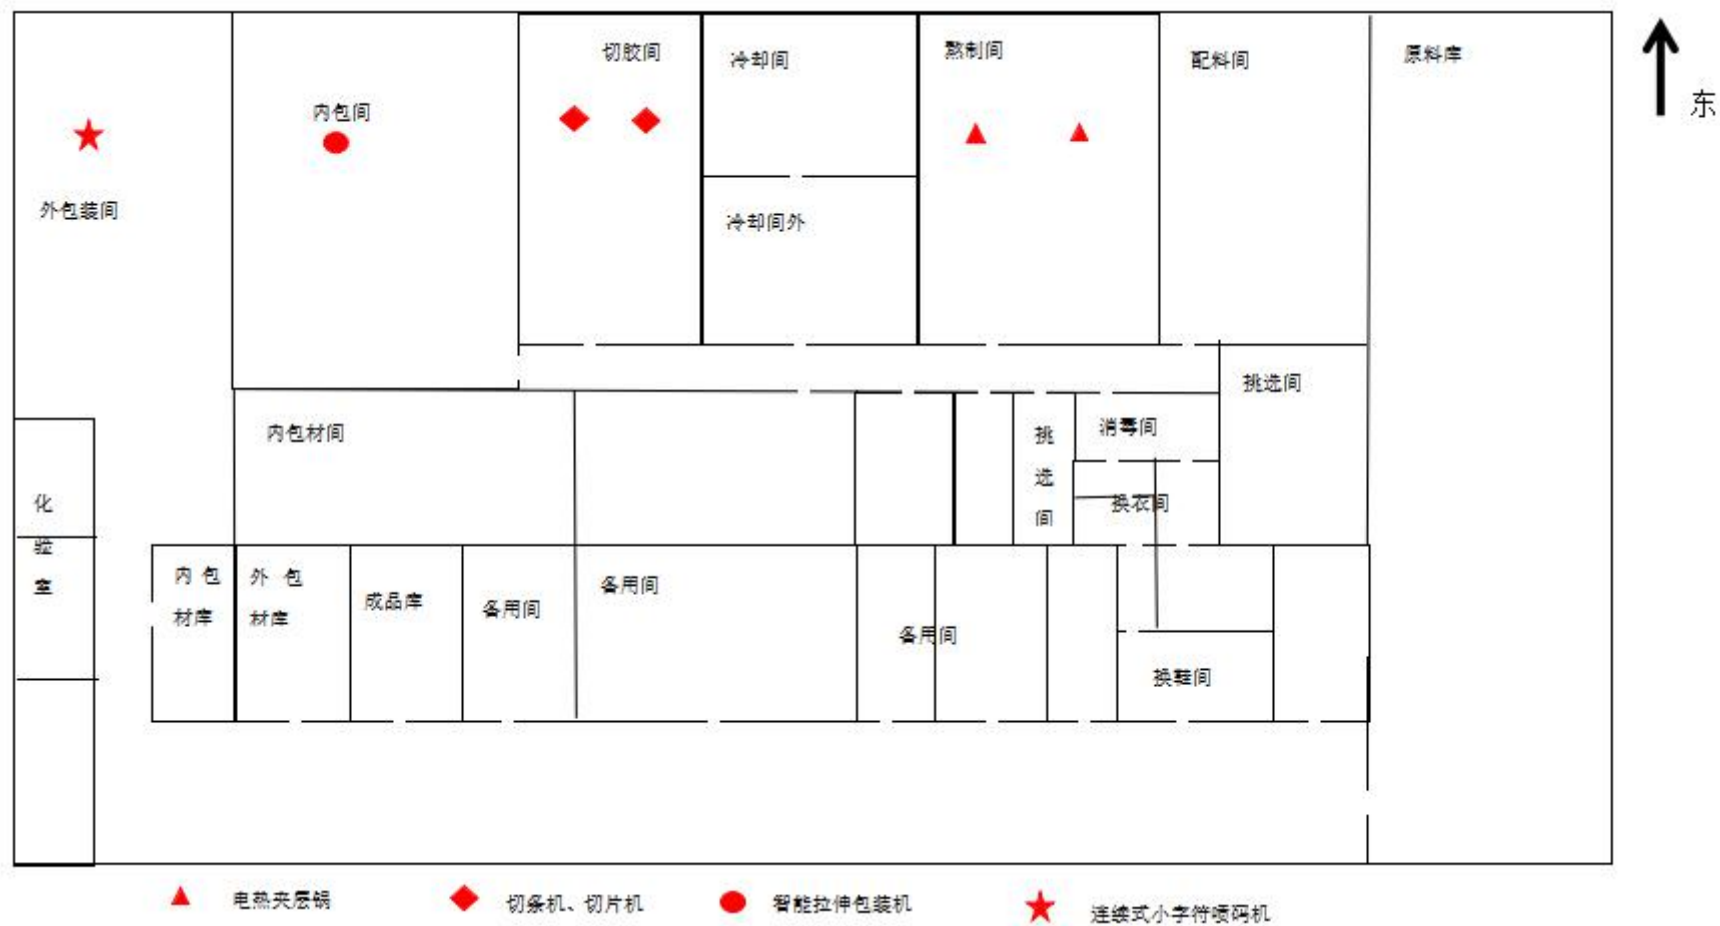 切胶间
冷却间
熬制间
配料间
原料库
东
内包间
外包装间
冷却间外
挑选间
内包材间
挑
选
间
消毒间
换衣间
化
验
室
内 包
材库
外 包
材库
成品库
备用间
备用间
备用间
换鞋间
电热夹层锅
切条机、切片机
智能拉伸包装机
连续式小字符喷码机